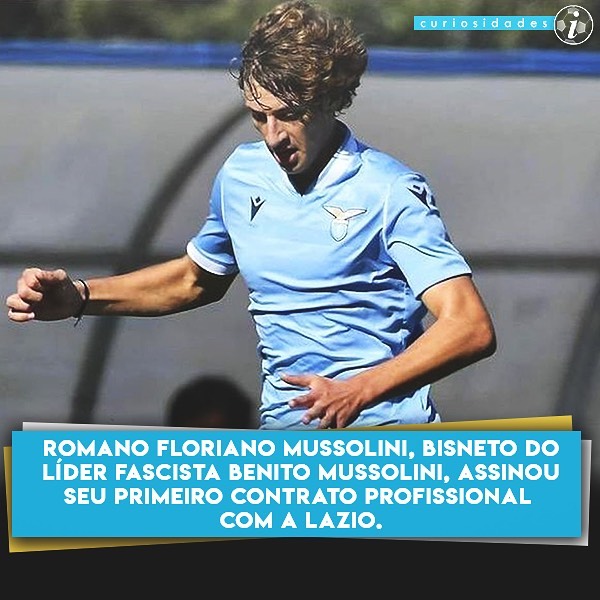 curiosidades i
ROMANO FLORIANO MUSSOLINI, BISNETO DO
LÍDER FASCISTA BENITO MUSSOLINI, ASSINOU
SEU PRIMEIRO CONTRATO PROFISSIONAL
COM A LAZIO.